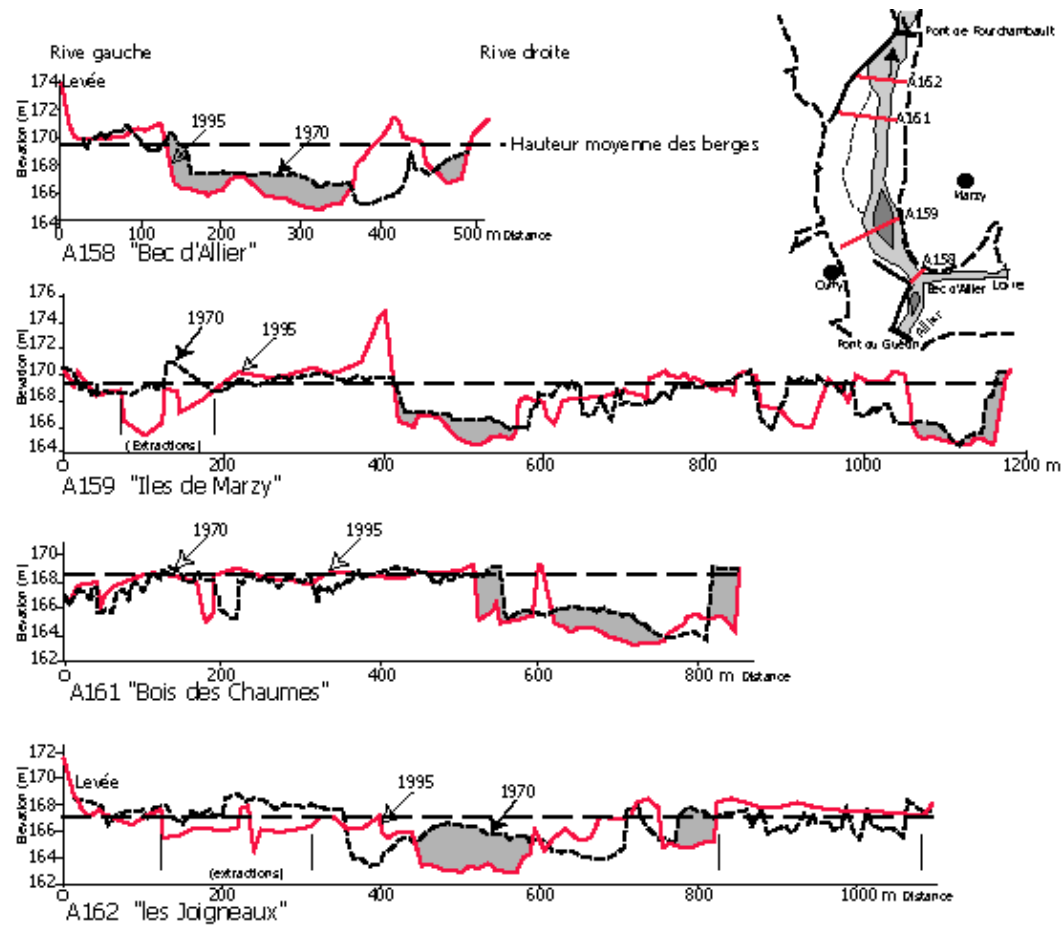 Rive gauche
Rive droite
Elevation (m)
174
172
170
168
166
164
Levée
1995
1970
Hauteur moyenne des berges
0 100 200 300 400 500 m Distance
A158 "Bec d'Allier"
Pont de Fourchambault
A162
A161
Marzy
A159
A158
Cuffy
Bec d'Allier
Loire
Allier
Pont du Guétin
Elevation (m)
176
174
172
170
168
166
164
1970
1995
(Extractions)
0 200 400 600 800 1000 1200 m
A159 "Iles de Marzy"
Elevation (m)
170
168
166
164
162
1970
1995
0 200 400 600 800 m Distance
A161 "Bois des Chaumes"
Elevation (m)
172
170
168
166
164
162
Levée
1995
1970
(extractions)
0 200 400 600 800 1000 m Distance
A162 "les Joigneaux"